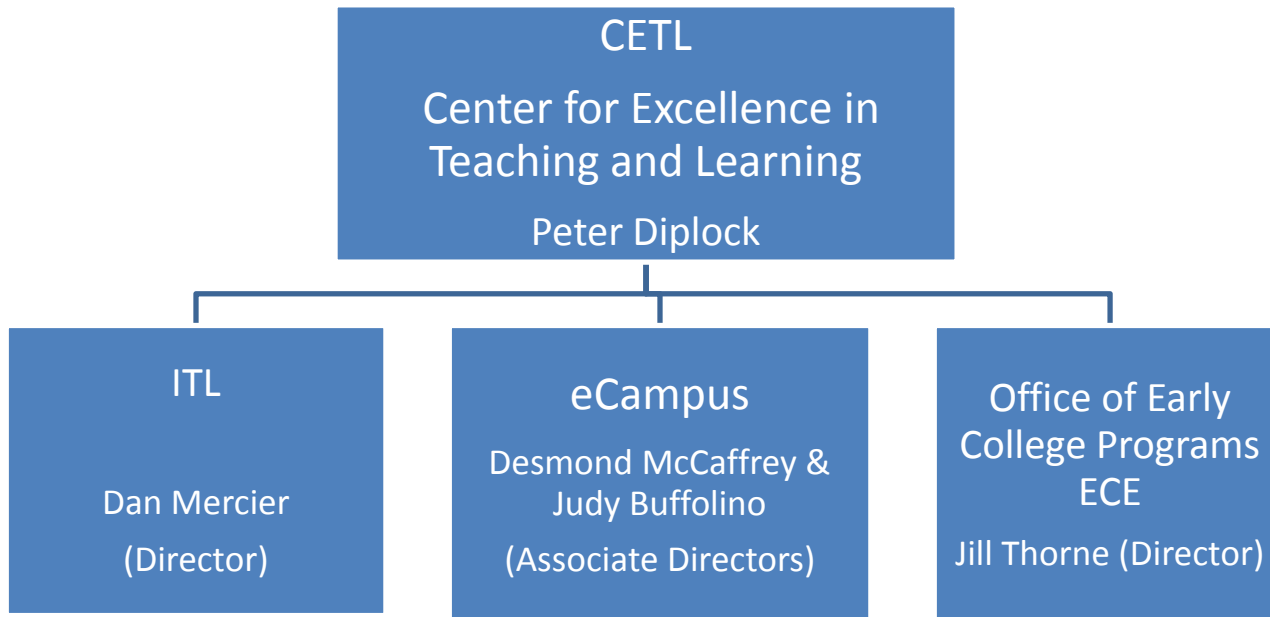 CETL
Center for Excellence in
Teaching and Learning
Peter Diplock
ITL
Dan Mercier
(Director)
eCampus
Desmond McCaffrey &
Judy Buffolino
(Associate Directors)
Office of Early
College Programs
ECE
Jill Thorne (Director)